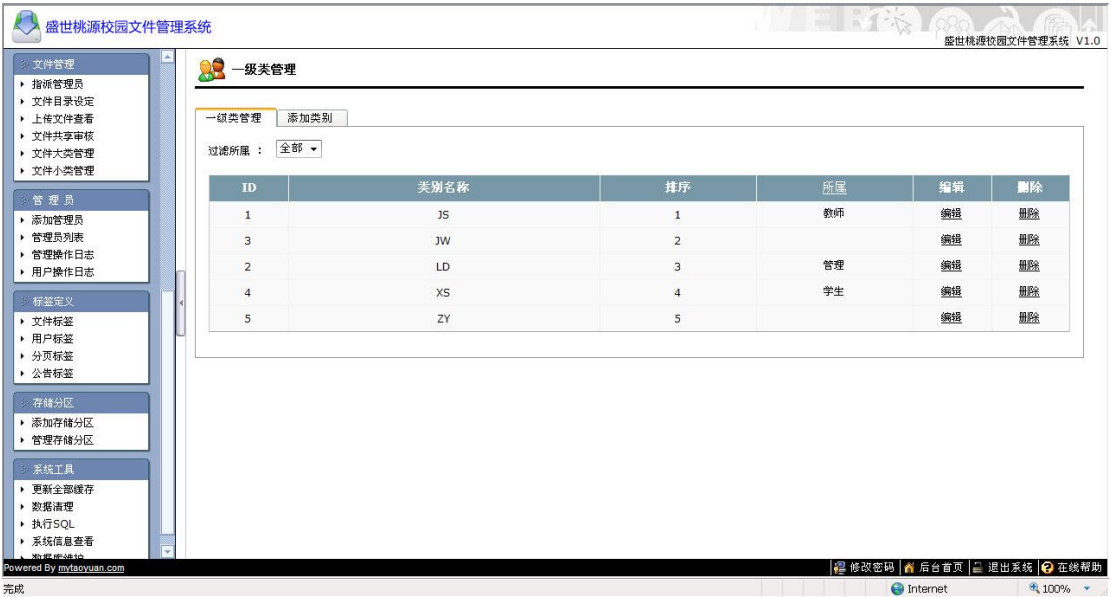 盛世桃源校园文件管理系统
盛世桃源校园文件管理系统 V1.0
文件管理
指派管理员
文件目录设定
上传文件查看
文件共享审核
文件大类管理
文件小类管理
管 理 员
添加管理员
管理员列表
管理操作日志
用户操作日志
标签定义
文件标签
用户标签
分页标签
公告标签
存储分区
添加存储分区
管理存储分区
系统工具
更新全部缓存
数据清理
执行SQL
系统信息查看
数据库维护
一级类管理
一级类管理 添加类别
过滤所属 : 全部
ID 类别名称 排序 所属 编辑 删除
1 JS 1 教师 编辑 删除
3 JW 2 编辑 删除
2 LD 3 管理 编辑 删除
4 XS 4 学生 编辑 删除
5 ZY 5 编辑 删除
Powered By mytaoyuan.com
修改密码 后台首页 退出系统 在线帮助
完成 Internet 100%